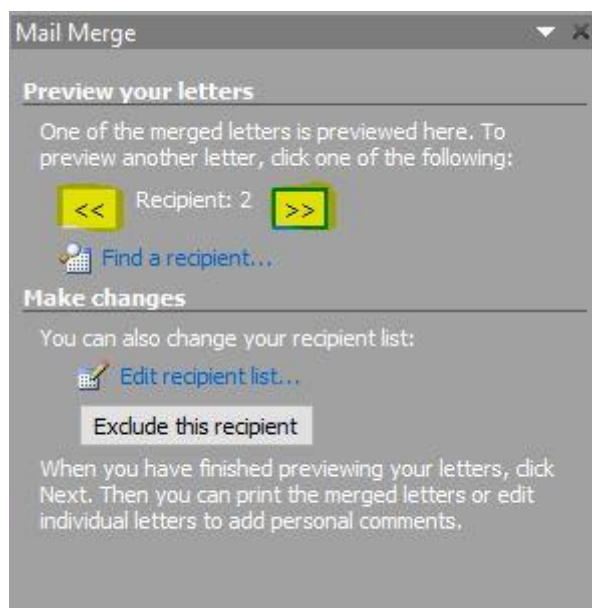 Mail Merge
Preview your letters
One of the merged letters is previewed here. To
preview another letter, click one of the following:
<< Recipient: 2 >>
Find a recipient...
Make changes
You can also change your recipient list:
Edit recipient list...
Exclude this recipient
When you have finished previewing your letters, click
Next. Then you can print the merged letters or edit
individual letters to add personal comments.